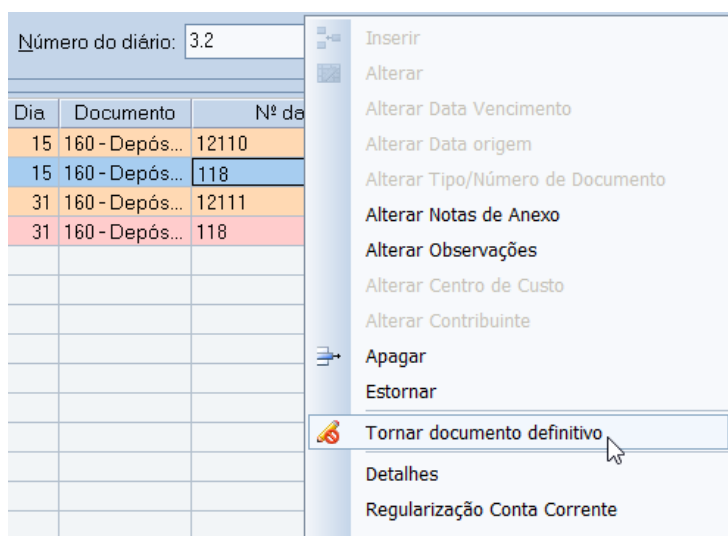 Número do diário: 3.2
Dia Documento Nº da
15 160 - Depós... 12110
15 160 - Depós... 118
31 160 - Depós... 12111
31 160 - Depós... 118
Inserir
Alterar
Alterar Data Vencimento
Alterar Data origem
Alterar Tipo/Número de Documento
Alterar Notas de Anexo
Alterar Observações
Alterar Centro de Custo
Alterar Contribuinte
Apagar
Estornar
Tornar documento definitivo
Detalhes
Regularização Conta Corrente